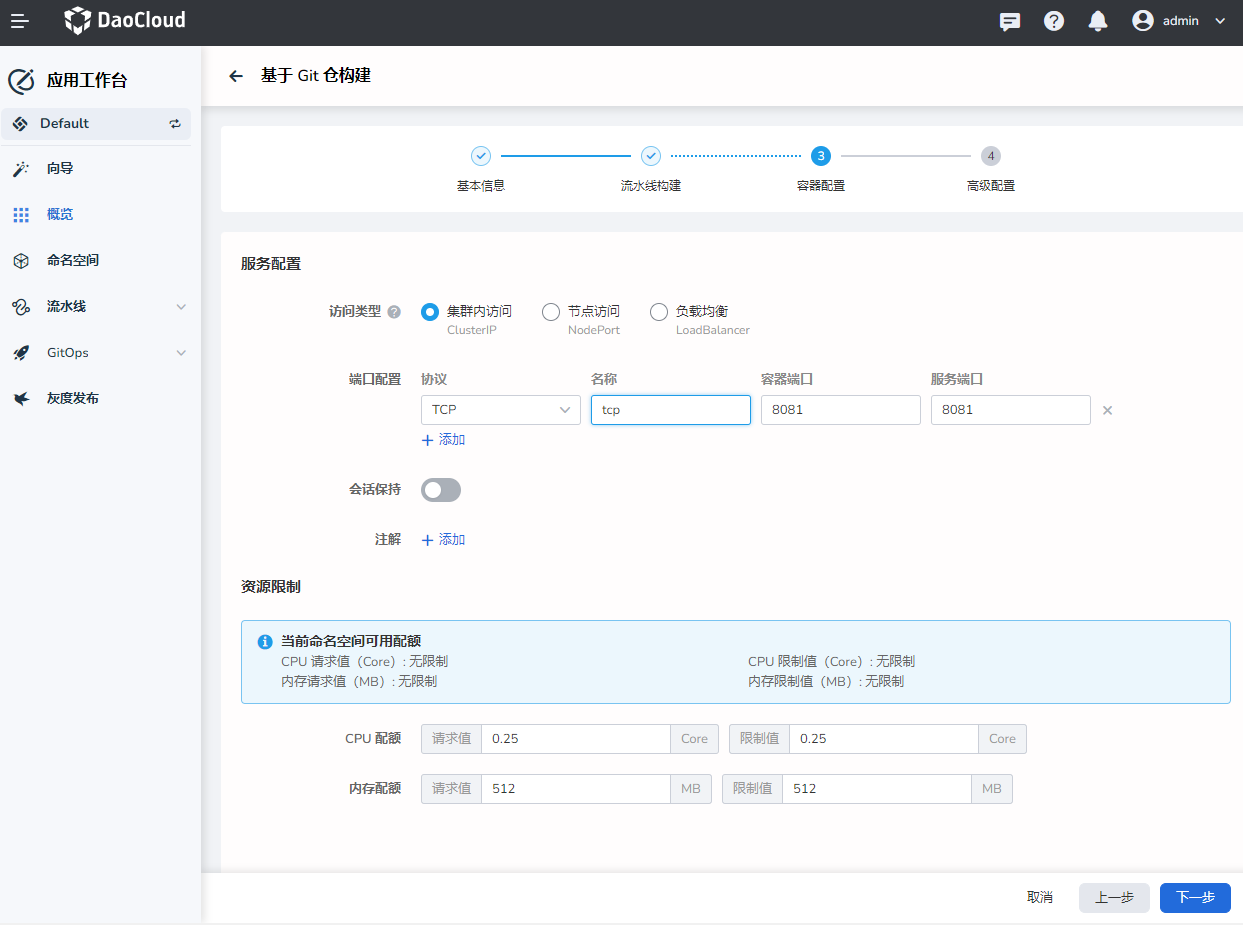 DaoCloud
admin
应用工作台
Default
向导
概览
命名空间
流水线
GitOps
灰度发布
基于 Git 仓构建
3
4
基本信息
流水线构建
容器配置
高级配置
服务配置
访问类型 ?
集群内访问
ClusterIP
节点访问
NodePort
负载均衡
LoadBalancer
端口配置
协议
名称
容器端口
服务端口
TCP
tcp
8081
8081
+ 添加
会话保持
注解
+ 添加
资源限制
当前命名空间可用配额
CPU 请求值（Core）: 无限制
CPU 限制值（Core）: 无限制
内存请求值（MB）: 无限制
内存限制值（MB）: 无限制
CPU 配额
请求值
0.25
Core
限制值
0.25
Core
内存配额
请求值
512
MB
限制值
512
MB
取消
上一步
下一步